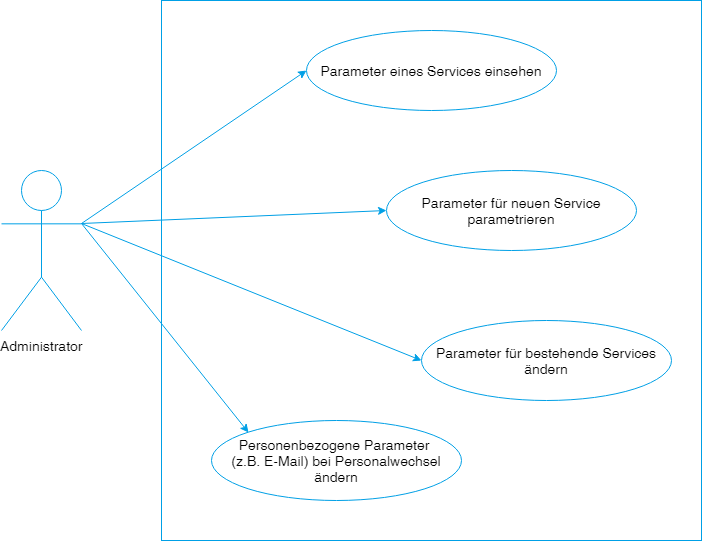 Parameter eines Services einsehen
Parameter für neuen Service
parametrieren
Administrator
Parameter für bestehende Services
ändern
Personenbezogene Parameter
(z.B. E-Mail) bei Personalwechsel
ändern